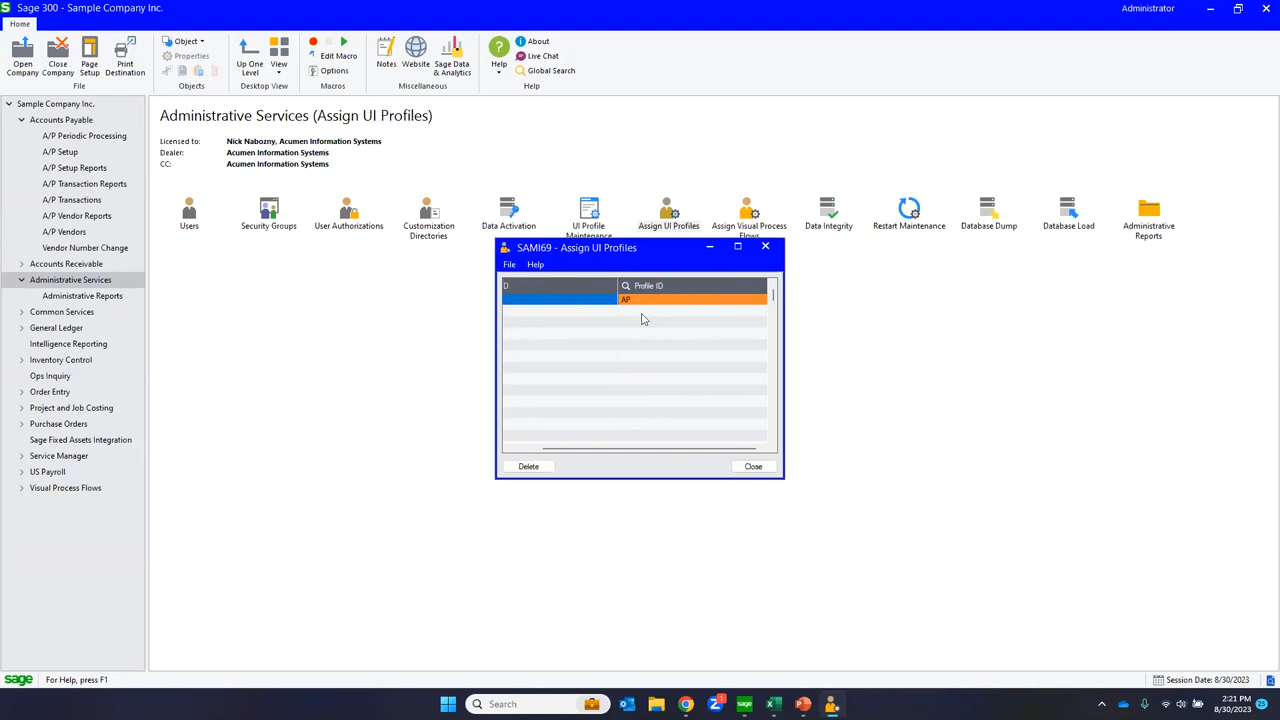 Sage 300 - Sample Company Inc.
Administrator
Home
Open Company
Close Company
Page Setup
Print Destination
File
Object
Properties
Objects
Up One Level
View
Desktop View
Edit Macro
Options
Macros
Notes
Website
Sage Data & Analytics
Miscellaneous
Help
About
Live Chat
Global Search
Help
Sample Company Inc.
Accounts Payable
A/P Periodic Processing
A/P Setup
A/P Setup Reports
A/P Transaction Reports
A/P Transactions
A/P Vendor Reports
A/P Vendors
Vendor Number Change
Accounts Receivable
Administrative Services
Administrative Reports
Common Services
General Ledger
Intelligence Reporting
Inventory Control
Ops Inquiry
Order Entry
Project and Job Costing
Purchase Orders
Sage Fixed Assets Integration
Service Manager
US Payroll
Visual Process Flows
Administrative Services (Assign UI Profiles)
Licensed to: Nick Nabozny, Acumen Information Systems
Dealer: Acumen Information Systems
CC: Acumen Information Systems
Users
Security Groups
User Authorizations
Customization Directories
Data Activation
UI Profile Maintenance
Assign UI Profiles
Assign Visual Process Flows
Data Integrity
Restart Maintenance
Database Dump
Database Load
Administrative Reports
SAMI69 - Assign UI Profiles
File Help
D Profile ID
AP
Delete Close
sage For Help, press F1
Session Date: 8/30/2023
Search
sage
1
2:21 PM
8/30/2023